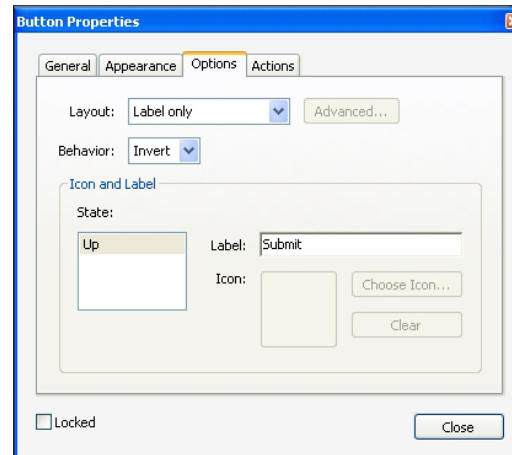 Button Properties
General Appearance Options Actions
Layout: Label only Advanced...
Behavior: Invert
Icon and Label
State:
Up Label: Submit
Icon: Choose Icon...
Clear
Locked Close